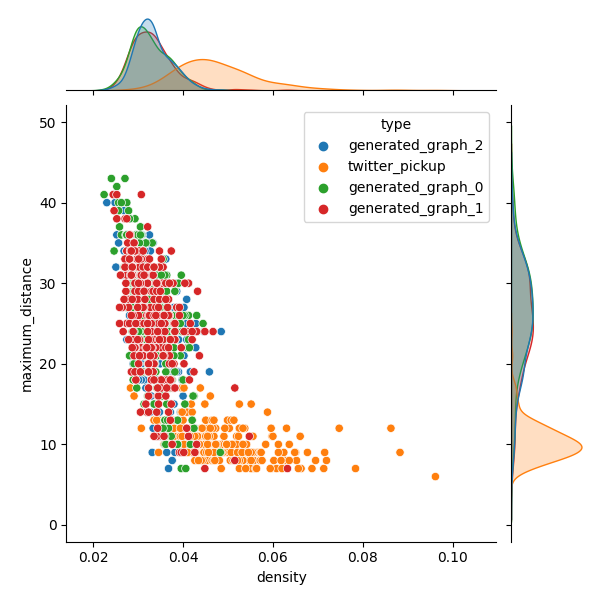 type
generated_graph_2
twitter_pickup
generated_graph_0
generated_graph_1
50
40
30
20
10
0
maximum_distance
0.02 0.04 0.06 0.08 0.10
density